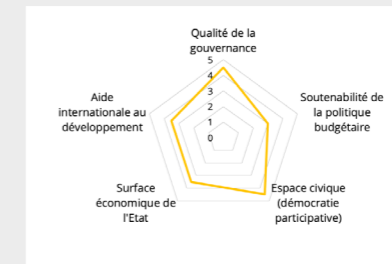 Qualité de la
gouvernance
5
4
3
2
1
0
Soutenabilité de
la politique
budgétaire
Espace civique
(démocratie
participative)
Surface
économique de
l'Etat
Aide
internationale au
développement